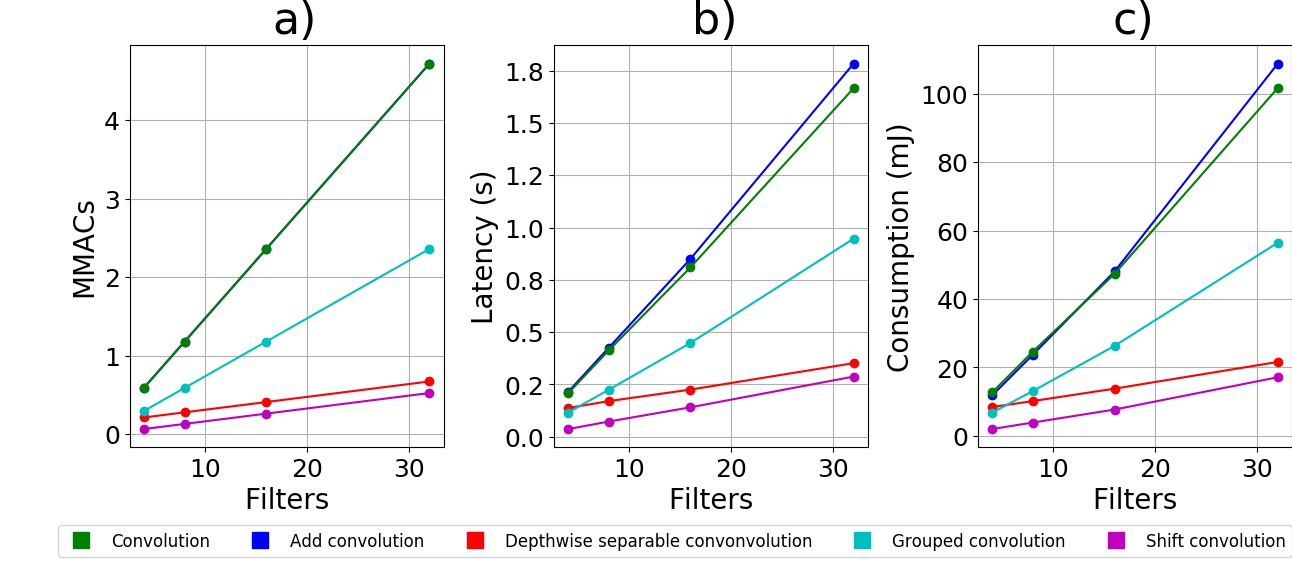 a)
MMACs
4
3
2
1
0
10 20 30
Filters
b)
Latency (s)
1.8
1.5
1.2
1.0
0.8
0.5
0.2
0.0
10 20 30
Filters
c)
Consumption (mJ)
100
80
60
40
20
0
10 20 30
Filters
Convolution Add convolution Depthwise separable convonvolution Grouped convolution Shift convolution